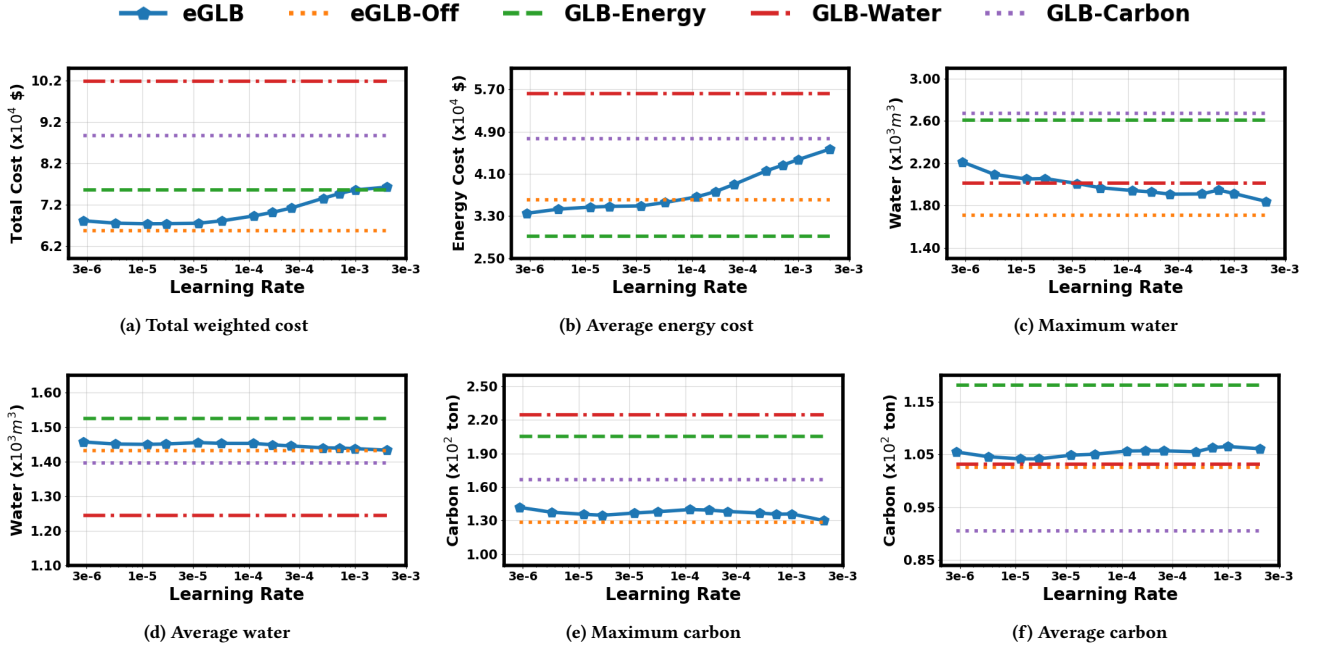 eGLB eGLB-Off GLB-Energy GLB-Water GLB-Carbon
Total Cost (x10⁴ $)
10.2
9.2
8.2
7.2
6.2
3e-6 1e-5 3e-5 1e-4 3e-4 1e-3 3e-3
Learning Rate
(a) Total weighted cost
Energy Cost (x10⁴ $)
5.70
4.90
4.10
3.30
2.50
3e-6 1e-5 3e-5 1e-4 3e-4 1e-3 3e-3
Learning Rate
(b) Average energy cost
Water (x10³m³)
3.00
2.60
2.20
1.80
1.40
3e-6 1e-5 3e-5 1e-4 3e-4 1e-3 3e-3
Learning Rate
(c) Maximum water
Water (x10³m³)
1.60
1.50
1.40
1.30
1.20
1.10
3e-6 1e-5 3e-5 1e-4 3e-4 1e-3 3e-3
Learning Rate
(d) Average water
Carbon (x10² ton)
2.50
2.20
1.90
1.60
1.30
1.00
3e-6 1e-5 3e-5 1e-4 3e-4 1e-3 3e-3
Learning Rate
(e) Maximum carbon
Carbon (x10² ton)
1.15
1.05
0.95
0.85
3e-6 1e-5 3e-5 1e-4 3e-4 1e-3 3e-3
Learning Rate
(f) Average carbon